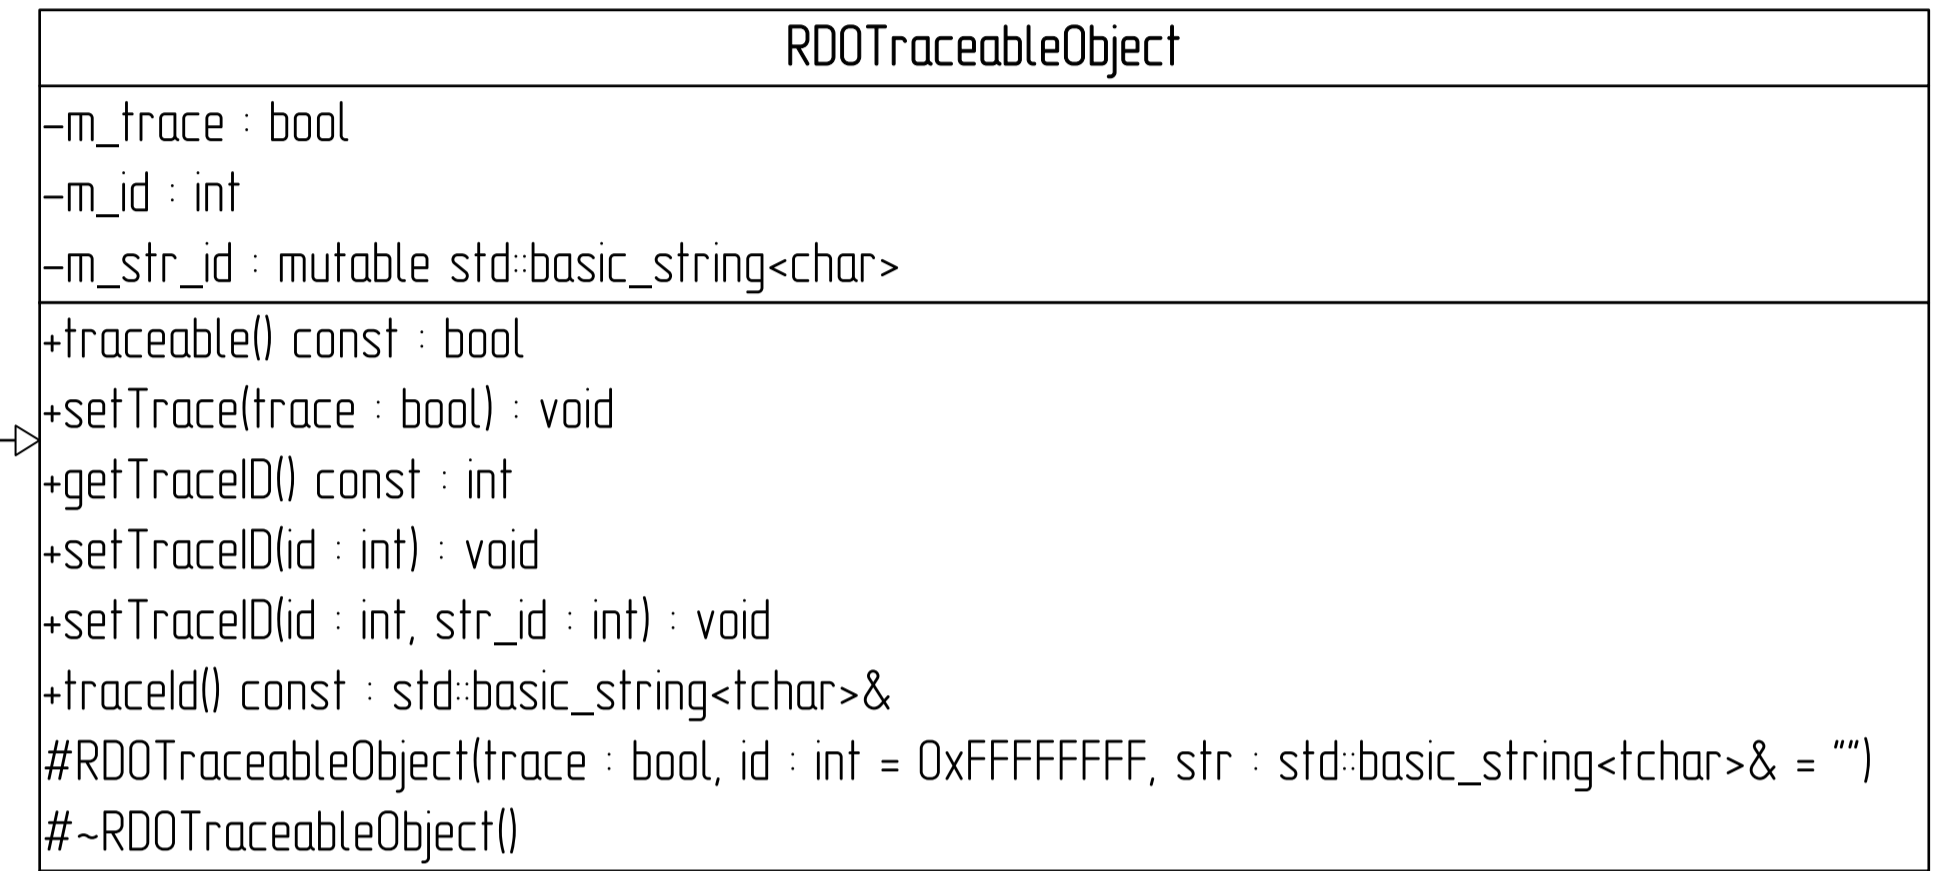 RDOTraceableObject
-m_trace : bool
-m_id : int
-m_str_id : mutable std::basic_string<char>
+traceable() const : bool
+setTrace(trace : bool) : void
+getTraceID() const : int
+setTraceID(id : int) : void
+setTraceID(id : int, str_id : int) : void
+traceId() const : std::basic_string<tchar>&
#RDOTraceableObject(trace : bool, id : int = 0xFFFFFFFF, str : std::basic_string<tchar>& = "")
#~RDOTraceableObject()